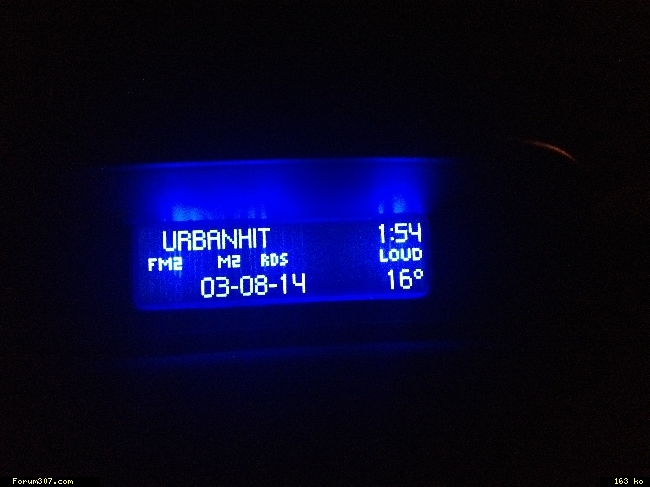 URBANHIT 1:54
FM2 M2 RDS LOUD
03-08-14 16°
Forum307.com 163 ko